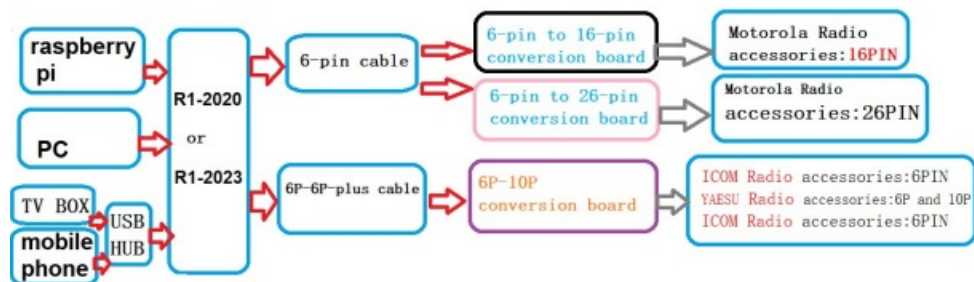 raspberry
pi
PC
TV BOX
mobile
phone
USB
HUB
R1-2020
or
R1-2023
6-pin cable
6P-6P-plus cable
6-pin to 16-pin
conversion board
6-pin to 26-pin
conversion board
6P-10P
conversion board
Motorola Radio
accessories:16PIN
Motorola Radio
accessories:26PIN
ICOM Radio accessories:6PIN
YAESU Radio accessories:6P and 10P
ICOM Radio accessories:6PIN